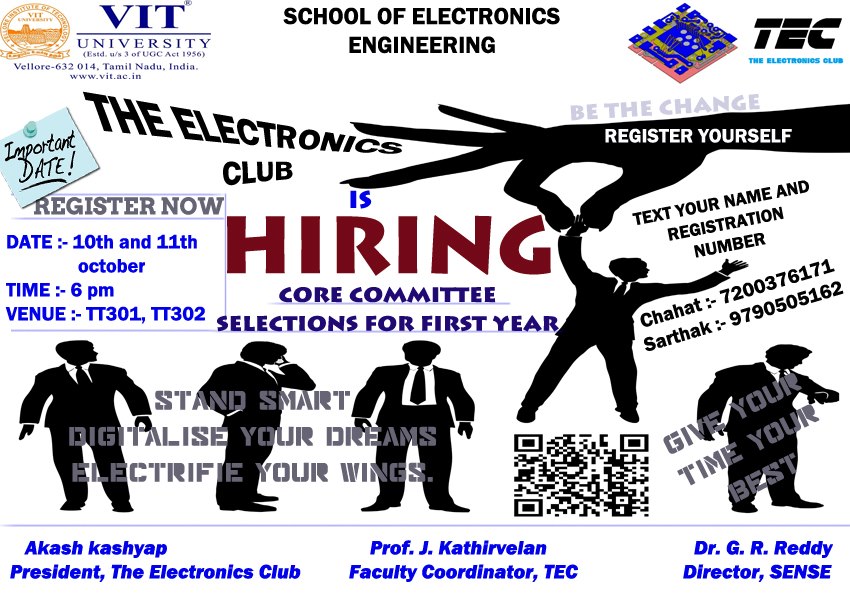 VIT
UNIVERSITY
VIT®
UNIVERSITY
(Estd. u/s 3 of UGC Act 1956)
Vellore-632 014, Tamil Nadu, India.
www.vit.ac.in
SCHOOL OF ELECTRONICS
ENGINEERING
TEC
THE ELECTRONICS CLUB
Important
DATE!
THE ELECTRONICS
CLUB
BE THE CHANGE
REGISTER YOURSELF
REGISTER NOW
DATE :- 10th and 11th
october
TIME :- 6 pm
VENUE :- TT301, TT302
IS
HIRING
CORE COMMITTEE
SELECTIONS FOR FIRST YEAR
TEXT YOUR NAME AND
REGISTRATION
NUMBER
Chahat :- 7200376171
Sarthak :- 9790505162
STAND SMART
DIGITALISE YOUR DREAMS
ELECTRIFIE YOUR WINGS.
GIVE YOUR
TIME YOUR
BEST
Akash kashyap
President, The Electronics Club
Prof. J. Kathirvelan
Faculty Coordinator, TEC
Dr. G. R. Reddy
Director, SENSE